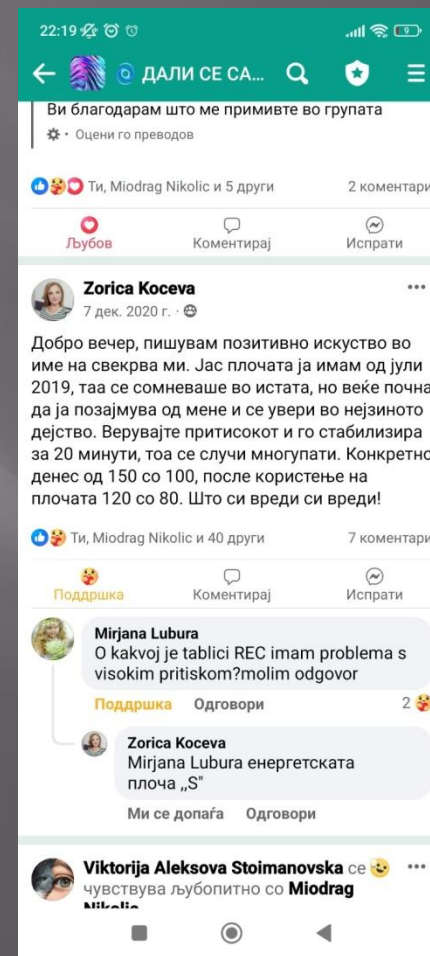 22:19
9
ДАЛИ СЕ СА...
Ви благодарам што ме примивте во групата
Оцени го преводов
Ти, Miodrag Nikolic и 5 други 2 коментари
Љубов Коментирај Испрати
Zorica Koceva
7 дек. 2020 г. ·
Добро вечер, пишувам позитивно искуство во
име на свекрва ми. Јас плочата ја имам од јули
2019, таа се сомневаше во истата, но веќе почна
да ја позајмува од мене и се увери во нејзиното
дејство. Верувајте притисокот и го стабилизира
за 20 минути, тоа се случи многупати. Конкретно
денес од 150 со 100, после користење на
плочата 120 со 80. Што си вреди си вреди!
Ти, Miodrag Nikolic и 40 други 7 коментари
Поддршка Коментирај Испрати
Mirjana Lubura
O kakvoj je tablici REC imam problema s
visokim pritiskom?molim odgovor
Поддршка Одговори 2
Zorica Koceva
Mirjana Lubura енергетската
плоча ,,S"
Ми се допаѓа Одговори
Viktorija Aleksova Stoimanovska се
чувствува љубопитно со Miodrag
Nikolic